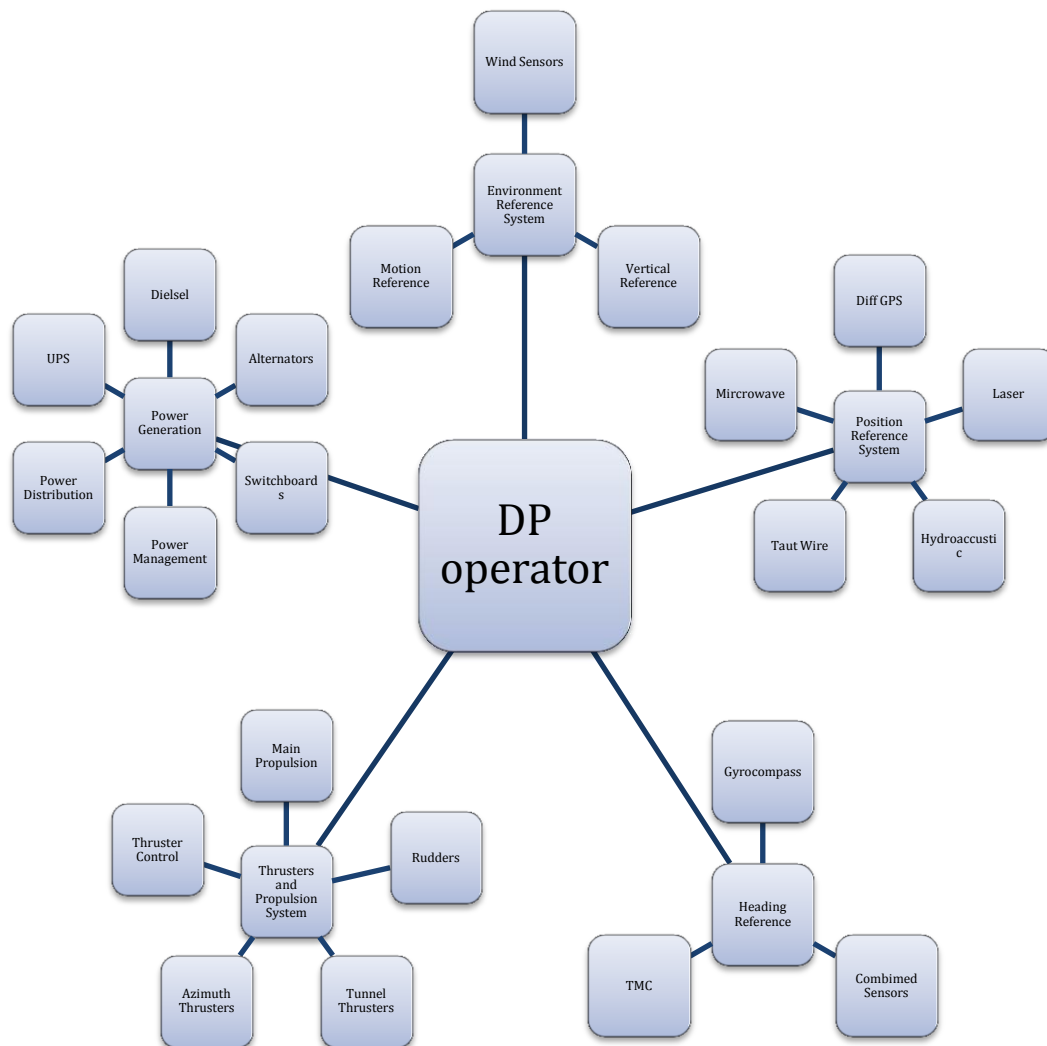 Wind Sensors
Environment
Reference
System
Motion
Reference
Vertical
Reference
Dielsel
UPS
Alternators
Power
Generation
Power
Distribution
Switchboard
s
Power
Management
Diff GPS
Mircrowave
Laser
Position
Reference
System
Taut Wire
Hydroaccusti
c
DP
operator
Main
Propulsion
Thruster
Control
Rudders
Thrusters
and
Propulsion
System
Azimuth
Thrusters
Tunnel
Thrusters
Gyrocompass
Heading
Reference
TMC
Combimed
Sensors